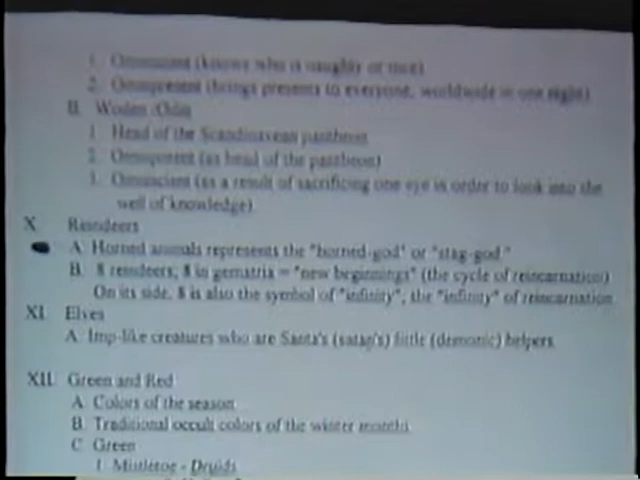 1. Omniscient (knows who is naughty or nice)
2. Omnipresent (brings presents to everyone, worldwide in one night)
B. Woden /Odin
1. Head of the Scandinavean pantheon
2. Omnipotent (as head of the pantheon)
3. Omniscient (as a result of sacrificing one eye in order to look into the
well of knowledge)
X. Reindeers
A. Horned animals represents the "horned-god" or "stag-god."
B. 8 reindeers; 8 in gematria = "new beginnings" (the cycle of reincarnation)
On its side, 8 is also the symbol of "infinity"; the "infinity" of reincarnation.
XI. Elves
A. Imp-like creatures who are Santa's (satan's) little (demonic) helpers.
XII. Green and Red
A. Colors of the season.
B. Traditional occult colors of the winter months.
C. Green
1. Mistletoe - Druids